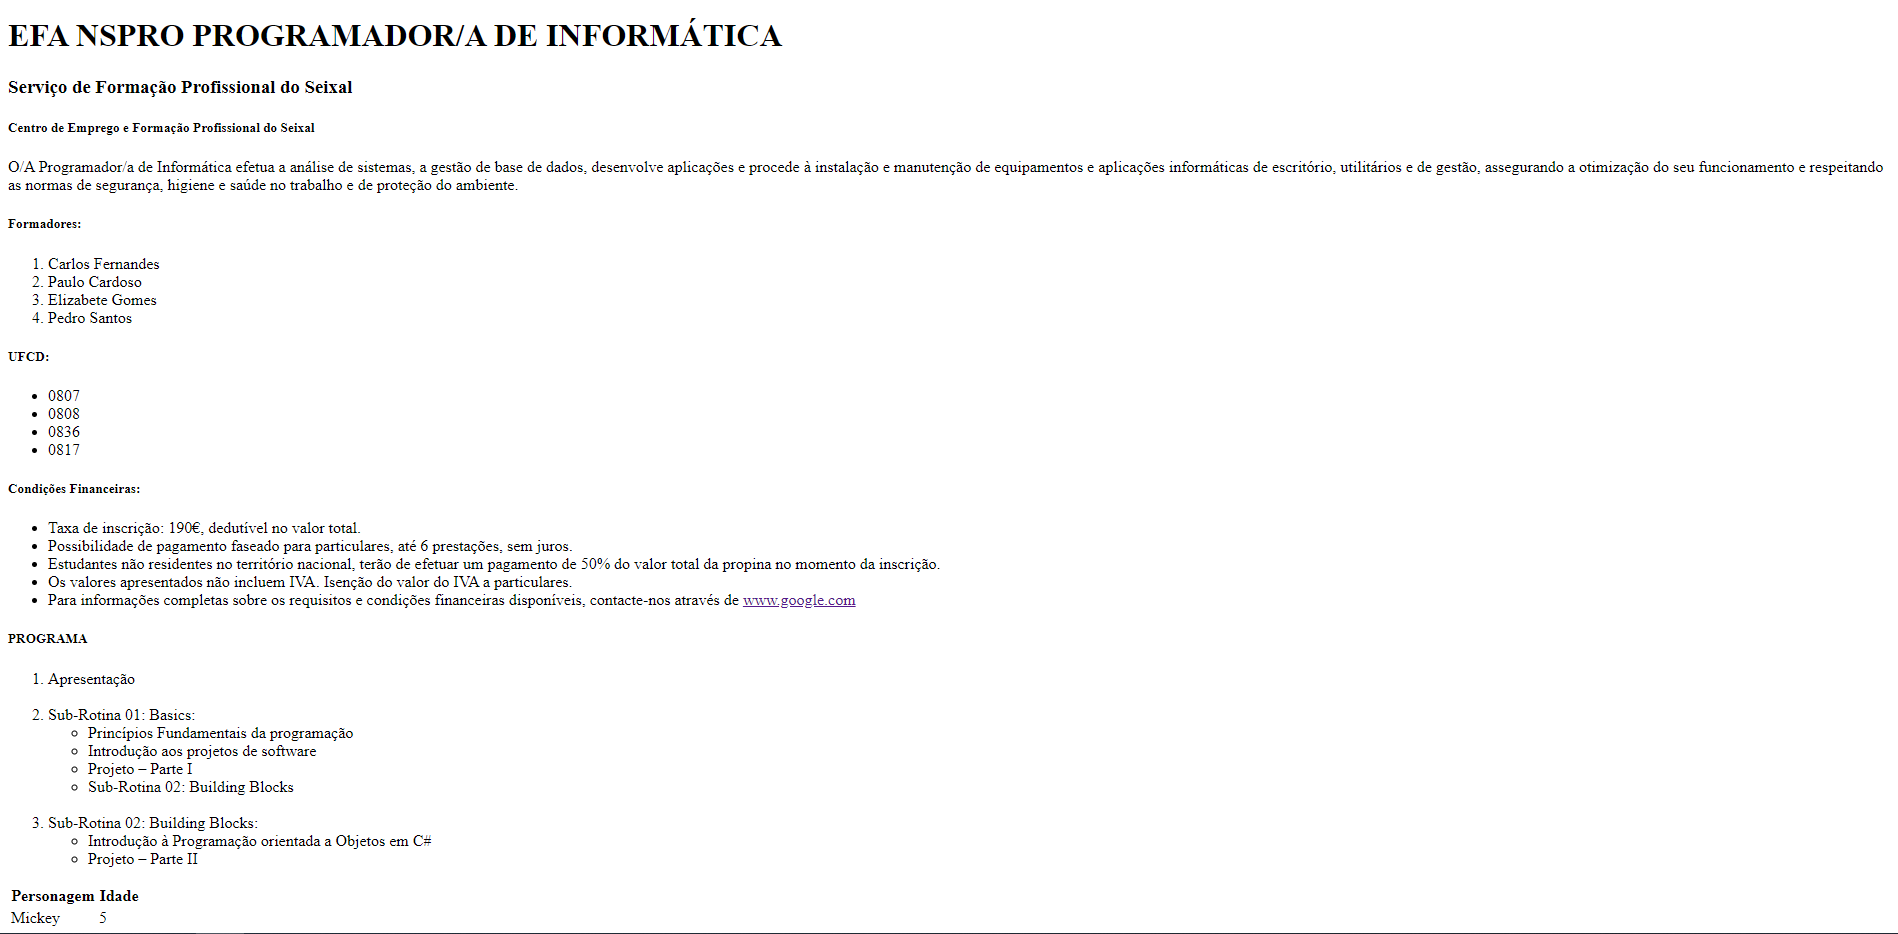 EFA NSPRO PROGRAMADOR/A DE INFORMÁTICA
Serviço de Formação Profissional do Seixal
Centro de Emprego e Formação Profissional do Seixal
O/A Programador/a de Informática efetua a análise de sistemas, a gestão de base de dados, desenvolve aplicações e procede à instalação e manutenção de equipamentos e aplicações informáticas de escritório, utilitários e de gestão, assegurando a otimização do seu funcionamento e respeitando
as normas de segurança, higiene e saúde no trabalho e de proteção do ambiente.
Formadores:
1. Carlos Fernandes
2. Paulo Cardoso
3. Elizabete Gomes
4. Pedro Santos
UFCD:
• 0807
• 0808
• 0836
• 0817
Condições Financeiras:
• Taxa de inscrição: 190€, dedutível no valor total.
• Possibilidade de pagamento faseado para particulares, até 6 prestações, sem juros.
• Estudantes não residentes no território nacional, terão de efetuar um pagamento de 50% do valor total da propina no momento da inscrição.
• Os valores apresentados não incluem IVA. Isenção do valor do IVA a particulares.
• Para informações completas sobre os requisitos e condições financeiras disponíveis, contacte-nos através de www.google.com
PROGRAMA
1. Apresentação
2. Sub-Rotina 01: Basics:
◦ Princípios Fundamentais da programação
◦ Introdução aos projetos de software
◦ Projeto – Parte I
◦ Sub-Rotina 02: Building Blocks
3. Sub-Rotina 02: Building Blocks:
◦ Introdução à Programação orientada a Objetos em C#
◦ Projeto – Parte II
Personagem Idade
Mickey 5